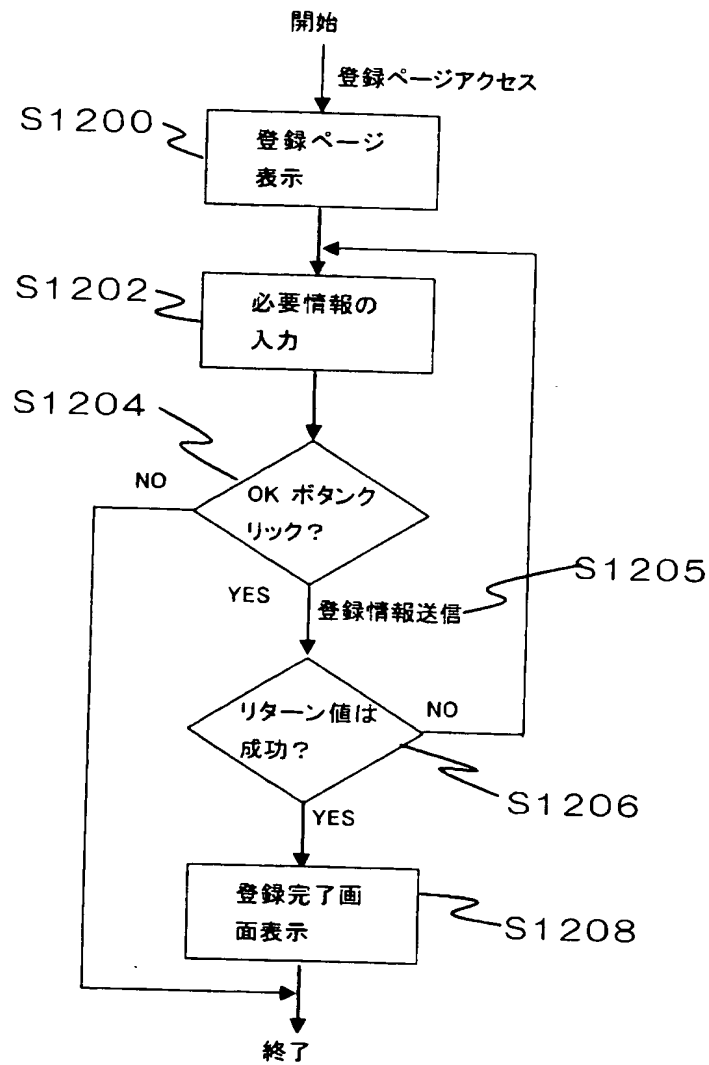 開始
登録ページアクセス
S1200
登録ページ
表示
S1202
必要情報の
入力
S1204
NO
OK ボタンク
リック?
S1205
YES
登録情報送信
リターン値は
成功?
NO
S1206
YES
登録完了画
面表示
S1208
終了